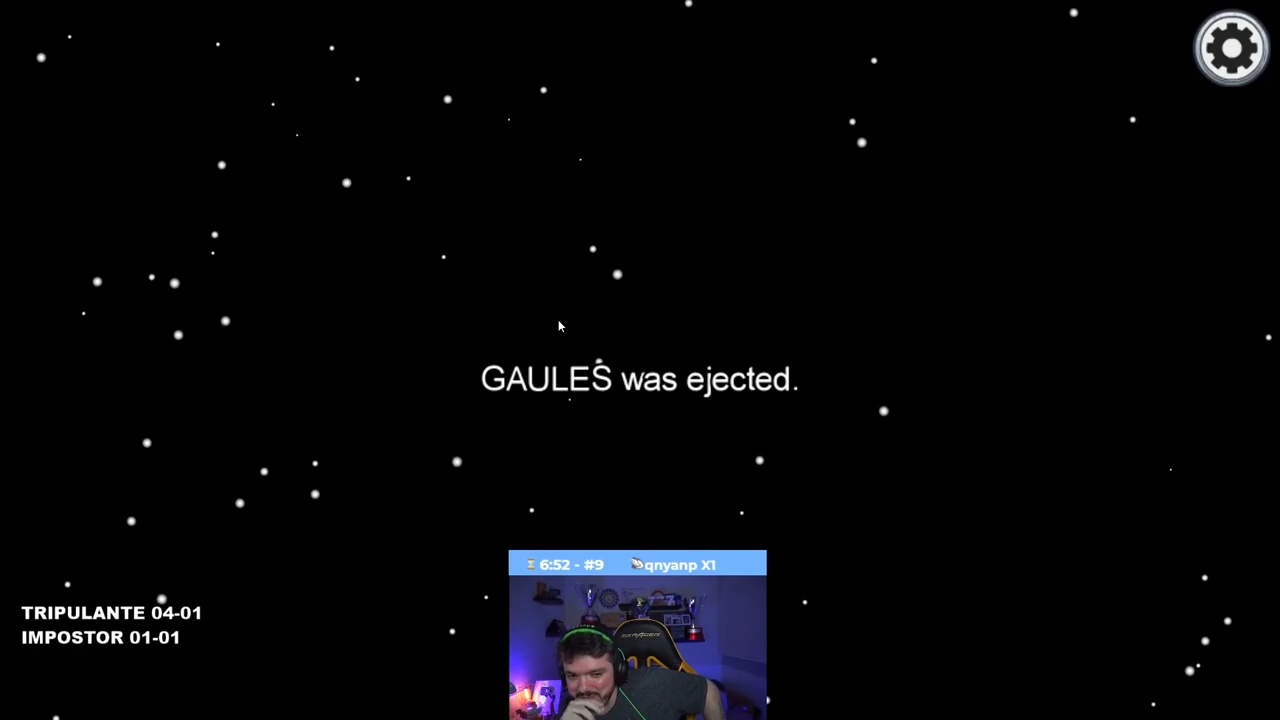 GAULES was ejected.
6:52 - #9 qnyanp X1
TRIPULANTE 04-01
IMPOSTOR 01-01